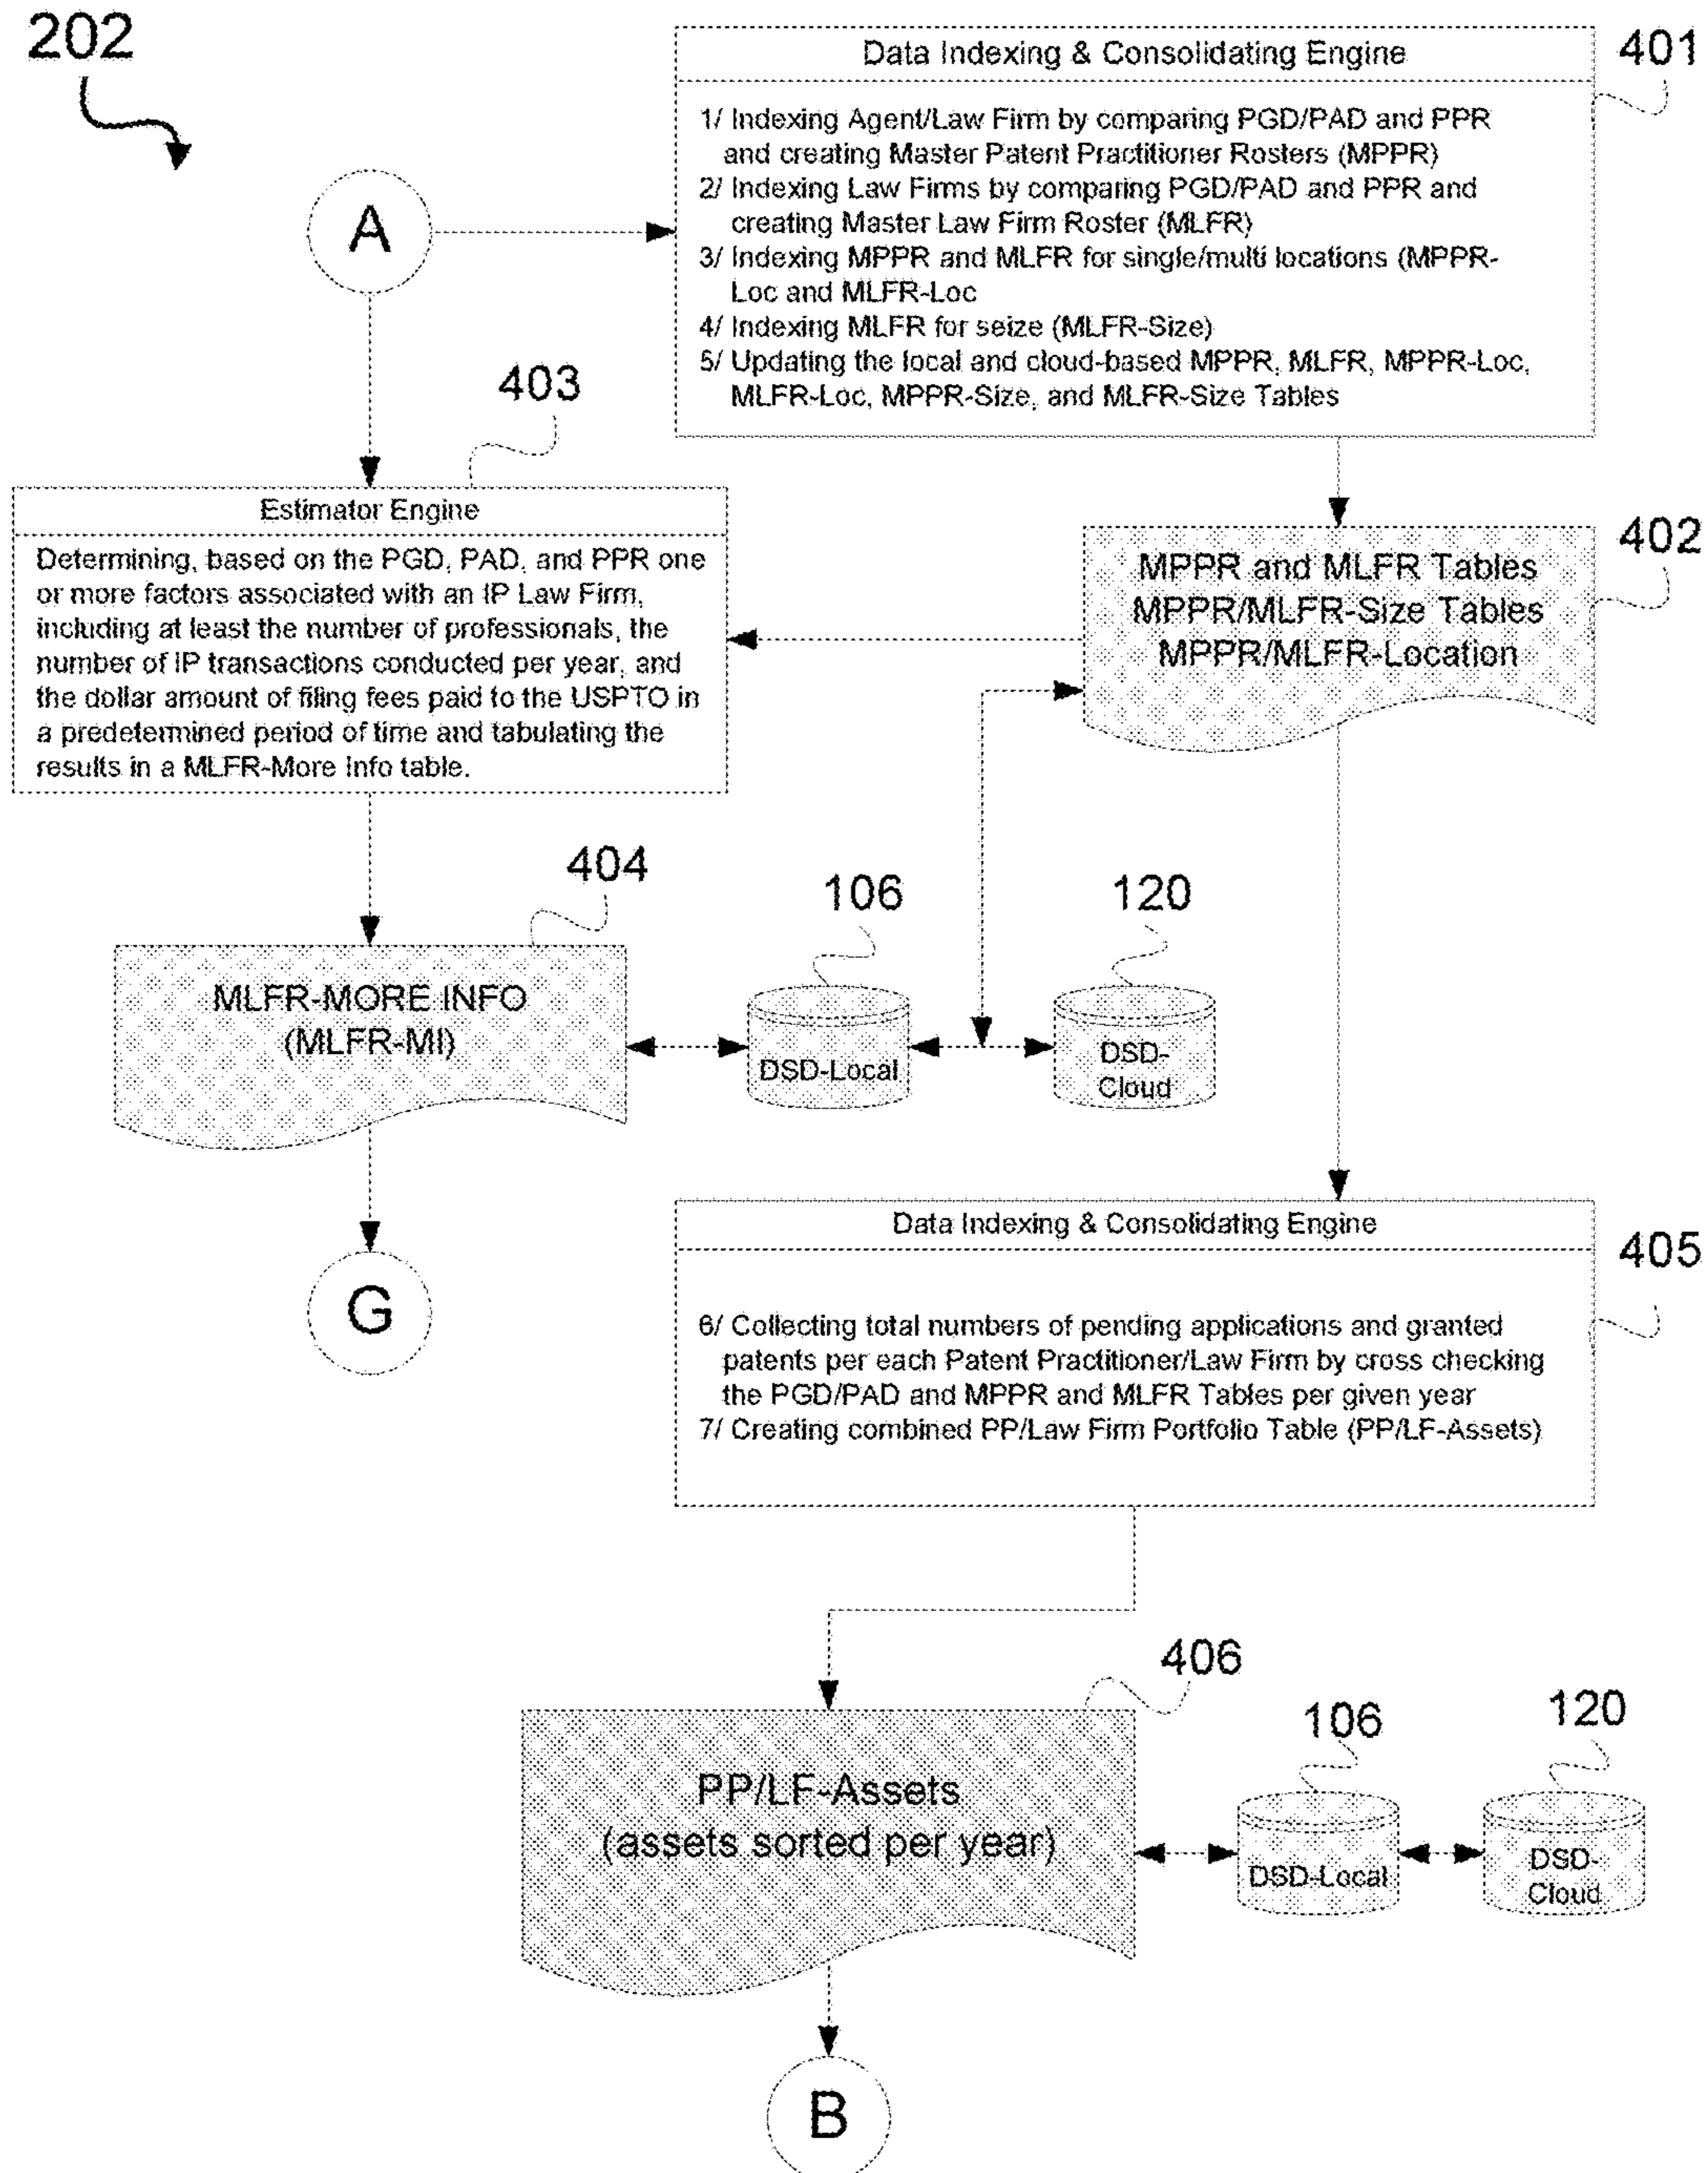 202
Data Indexing & Consolidating Engine
401
1/ Indexing Agent/Law Firm by comparing PGD/PAD and PPR
and creating Master Patent Practitioner Rosters (MPPR)
2/ Indexing Law Firms by comparing PGD/PAD and PPR and
creating Master Law Firm Roster (MLFR)
3/ Indexing MPPR and MLFR for single/multi locations (MPPR-
Loc and MLFR-Loc
4/ Indexing MLFR for seize (MLFR-Size)
5/ Updating the local and cloud-based MPPR, MLFR, MPPR-Loc,
MLFR-Loc, MPPR-Size, and MLFR-Size Tables
A
403
Estimator Engine
Determining, based on the PGD, PAD, and PPR one
or more factors associated with an IP Law Firm,
including at least the number of professionals, the
number of IP transactions conducted per year, and
the dollar amount of filing fees paid to the USPTO in
a predetermined period of time and tabulating the
results in a MLFR-More Info table.
402
MPPR and MLFR Tables
MPPR/MLFR-Size Tables
MPPR/MLFR-Location
404
MLFR-MORE INFO
(MLFR-MI)
106
DSD-Local
120
DSD-
Cloud
G
Data Indexing & Consolidating Engine
405
6/ Collecting total numbers of pending applications and granted
patents per each Patent Practitioner/Law Firm by cross checking
the PGD/PAD and MPPR and MLFR Tables per given year
7/ Creating combined PP/Law Firm Portfolio Table (PP/LF-Assets)
406
PP/LF-Assets
(assets sorted per year)
106
DSD-Local
120
DSD-
Cloud
B